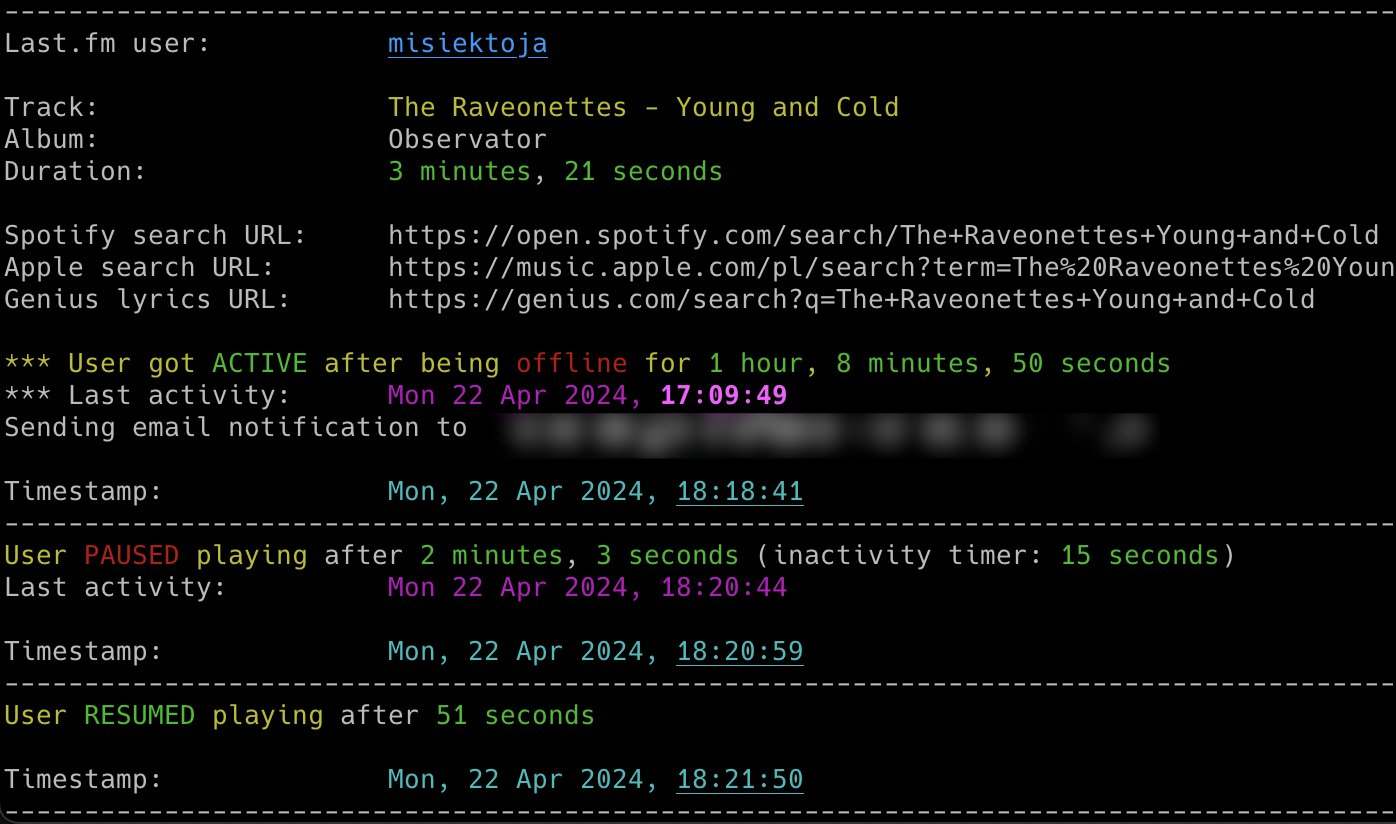 Last.fm user: misiektoja
Track: The Raveonettes - Young and Cold
Album: Observator
Duration: 3 minutes, 21 seconds
Spotify search URL: https://open.spotify.com/search/The+Raveonettes+Young+and+Cold
Apple search URL: https://music.apple.com/pl/search?term=The%20Raveonettes%20Youn
Genius lyrics URL: https://genius.com/search?q=The+Raveonettes+Young+and+Cold
*** User got ACTIVE after being offline for 1 hour, 8 minutes, 50 seconds
*** Last activity: Mon 22 Apr 2024, 17:09:49
Sending email notification to
Timestamp: Mon, 22 Apr 2024, 18:18:41
User PAUSED playing after 2 minutes, 3 seconds (inactivity timer: 15 seconds)
Last activity: Mon 22 Apr 2024, 18:20:44
Timestamp: Mon, 22 Apr 2024, 18:20:59
User RESUMED playing after 51 seconds
Timestamp: Mon, 22 Apr 2024, 18:21:50